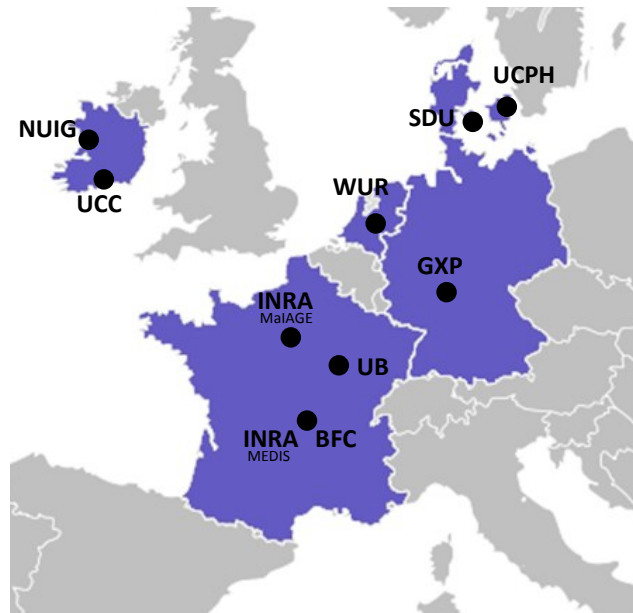 UCPH
SDU
NUIG
UCC
WUR
GXP
INRA
MaIAGE
UB
INRA BFC
MEDIS